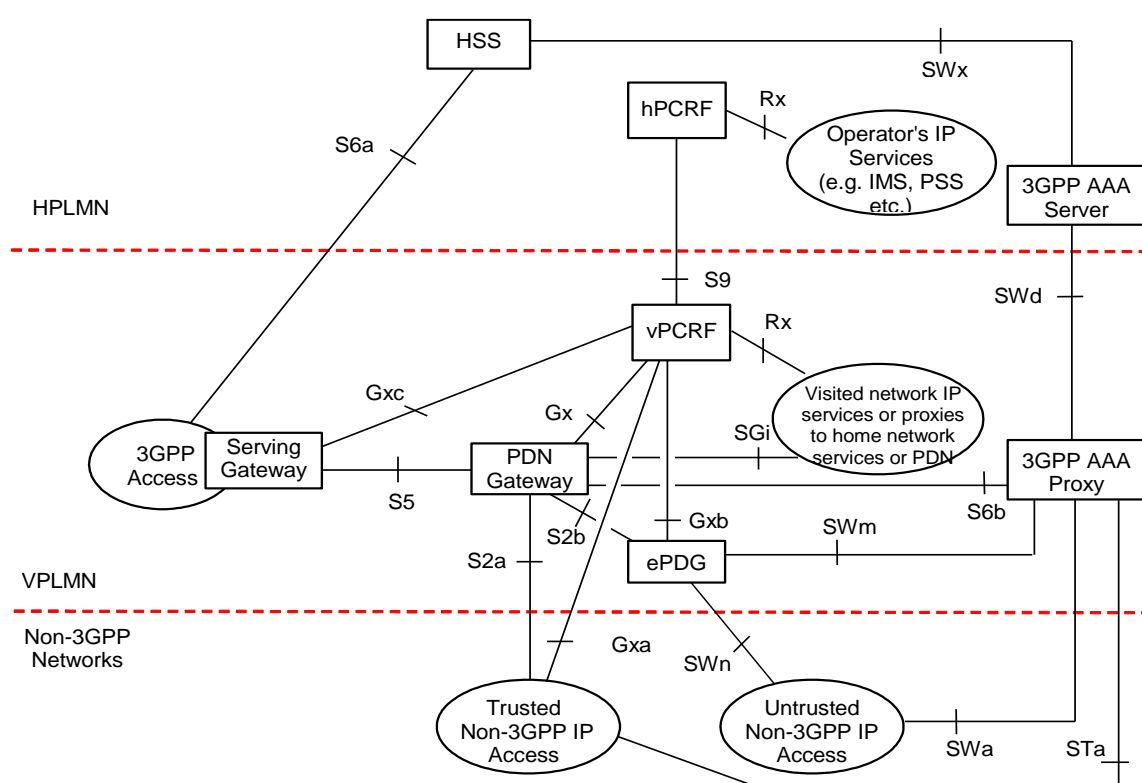 HSS
SWx
hPCRF
Rx
Operator's IP
Services
(e.g. IMS, PSS
etc.)
S6a
3GPP AAA
Server
HPLMN
S9
SWd
vPCRF
Rx
Gxc
Visited network IP
services or proxies
to home network
services or PDN
Gx
SGi
3GPP
Access
Serving
Gateway
PDN
Gateway
3GPP AAA
Proxy
S5
S6b
S2b
Gxb
SWm
S2a
ePDG
VPLMN
Non-3GPP
Networks
Gxa
SWn
Trusted
Non-3GPP IP
Access
Untrusted
Non-3GPP IP
Access
SWa
STa